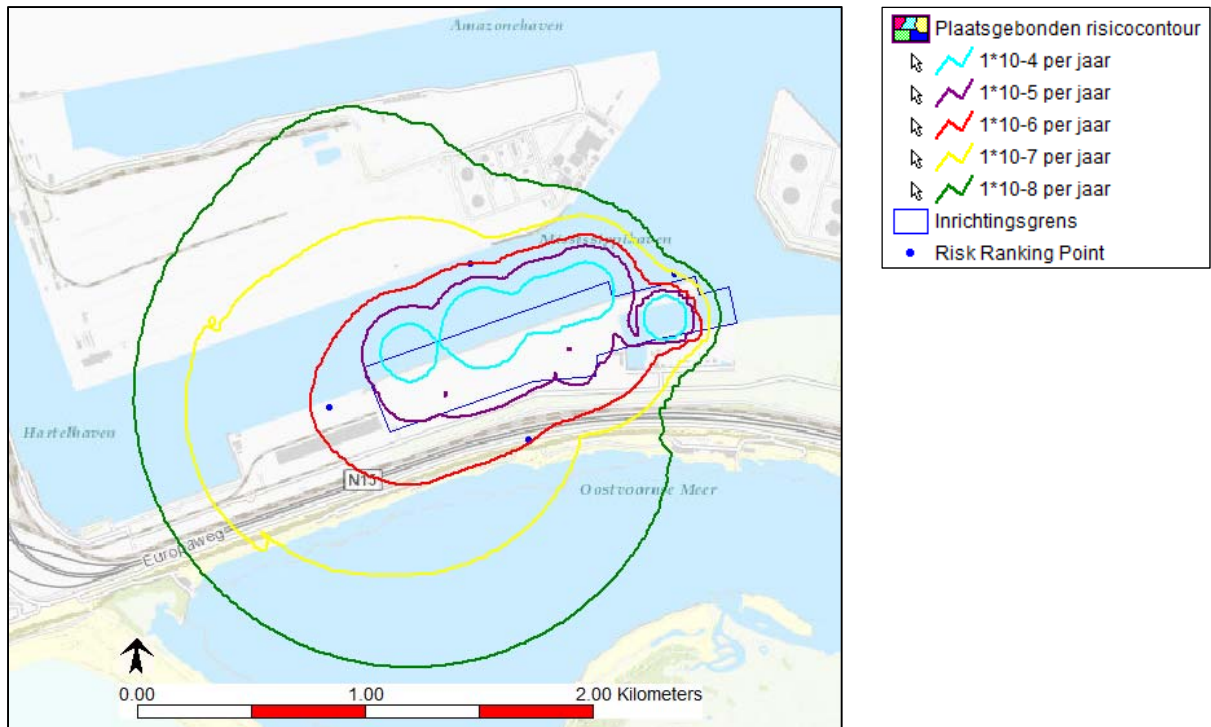 Amazonehaven
Mississippihaven
Hartelhaven
N15
Oostvoornse Meer
Europaweg
0.00 1.00 2.00 Kilometers
Plaatsgebonden risicocontour
1*10-4 per jaar
1*10-5 per jaar
1*10-6 per jaar
1*10-7 per jaar
1*10-8 per jaar
Inrichtingsgrens
Risk Ranking Point